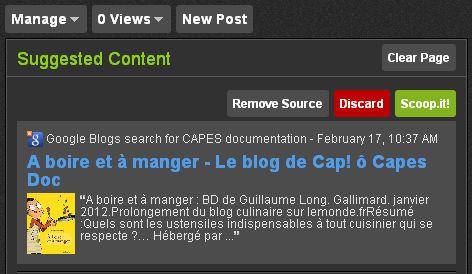 Manage 0 Views New Post
Suggested Content Clear Page
Remove Source Discard Scoop.it!
Google Blogs search for CAPES documentation - February 17, 10:37 AM
A boire et à manger - Le blog de Cap! ô Capes
Doc
“A boire et à manger : BD de Guillaume Long. Gallimard. janvier
2012.Prolongement du blog culinaire sur lemonde.frRésumé
:Quels sont les ustensiles indispensables à tout cuisinier qui se
respecte ?... Hébergé par ...”